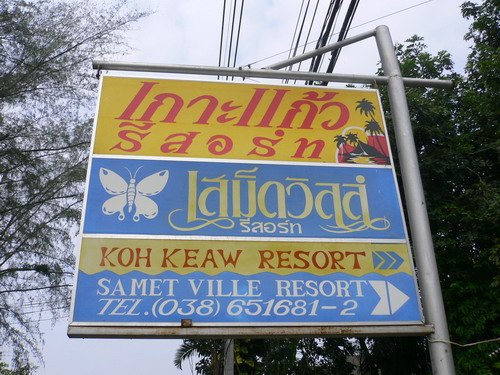 เกาะแก้ว
รีสอร์ท
เสม็ดวิลล์
รีสอร์ท
KOH KEAW RESORT
SAMET VILLE RESORT
TEL.(038) 651681-2